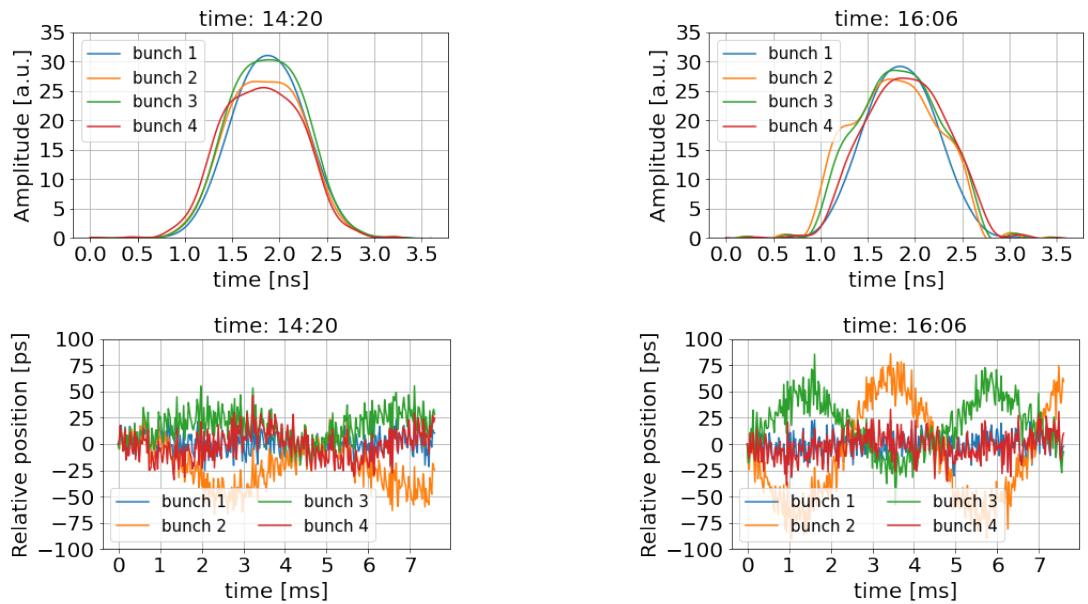 time: 14:20
Amplitude [a.u.]
35
30
25
20
15
10
5
0
bunch 1
bunch 2
bunch 3
bunch 4
0.0 0.5 1.0 1.5 2.0 2.5 3.0 3.5
time [ns]
time: 16:06
Amplitude [a.u.]
35
30
25
20
15
10
5
0
bunch 1
bunch 2
bunch 3
bunch 4
0.0 0.5 1.0 1.5 2.0 2.5 3.0 3.5
time [ns]
time: 14:20
Relative position [ps]
100
75
50
25
0
−25
−50
−75
−100
bunch 1 bunch 3
bunch 2 bunch 4
0 1 2 3 4 5 6 7
time [ms]
time: 16:06
Relative position [ps]
100
75
50
25
0
−25
−50
−75
−100
bunch 1 bunch 3
bunch 2 bunch 4
0 1 2 3 4 5 6 7
time [ms]